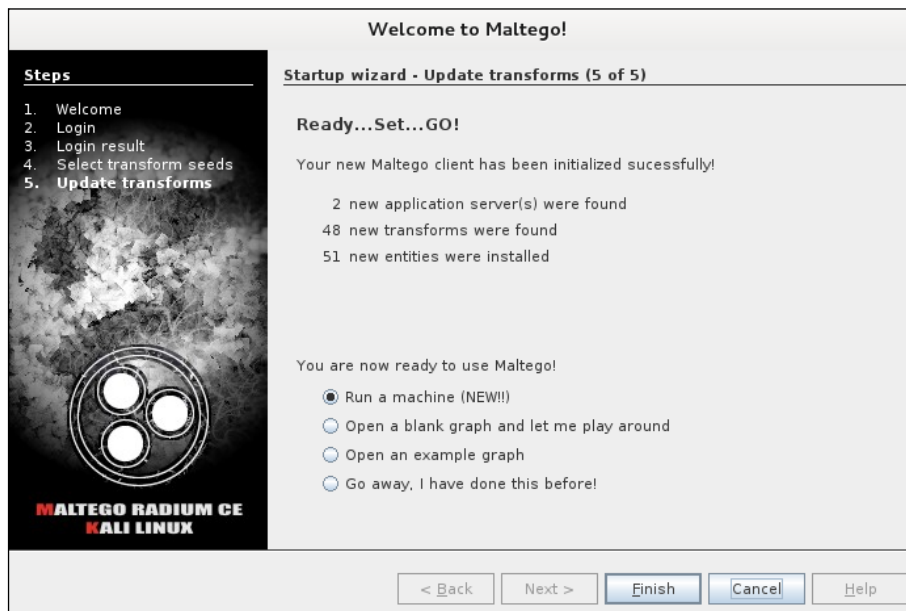 Welcome to Maltego!
Steps
1. Welcome
2. Login
3. Login result
4. Select transform seeds
5. Update transforms
MALTEGO RADIUM CE
KALI LINUX
Startup wizard - Update transforms (5 of 5)
Ready...Set...GO!
Your new Maltego client has been initialized sucessfully!
2 new application server(s) were found
48 new transforms were found
51 new entities were installed
You are now ready to use Maltego!
Run a machine (NEW!!)
Open a blank graph and let me play around
Open an example graph
Go away, I have done this before!
< Back
Next >
Finish
Cancel
Help